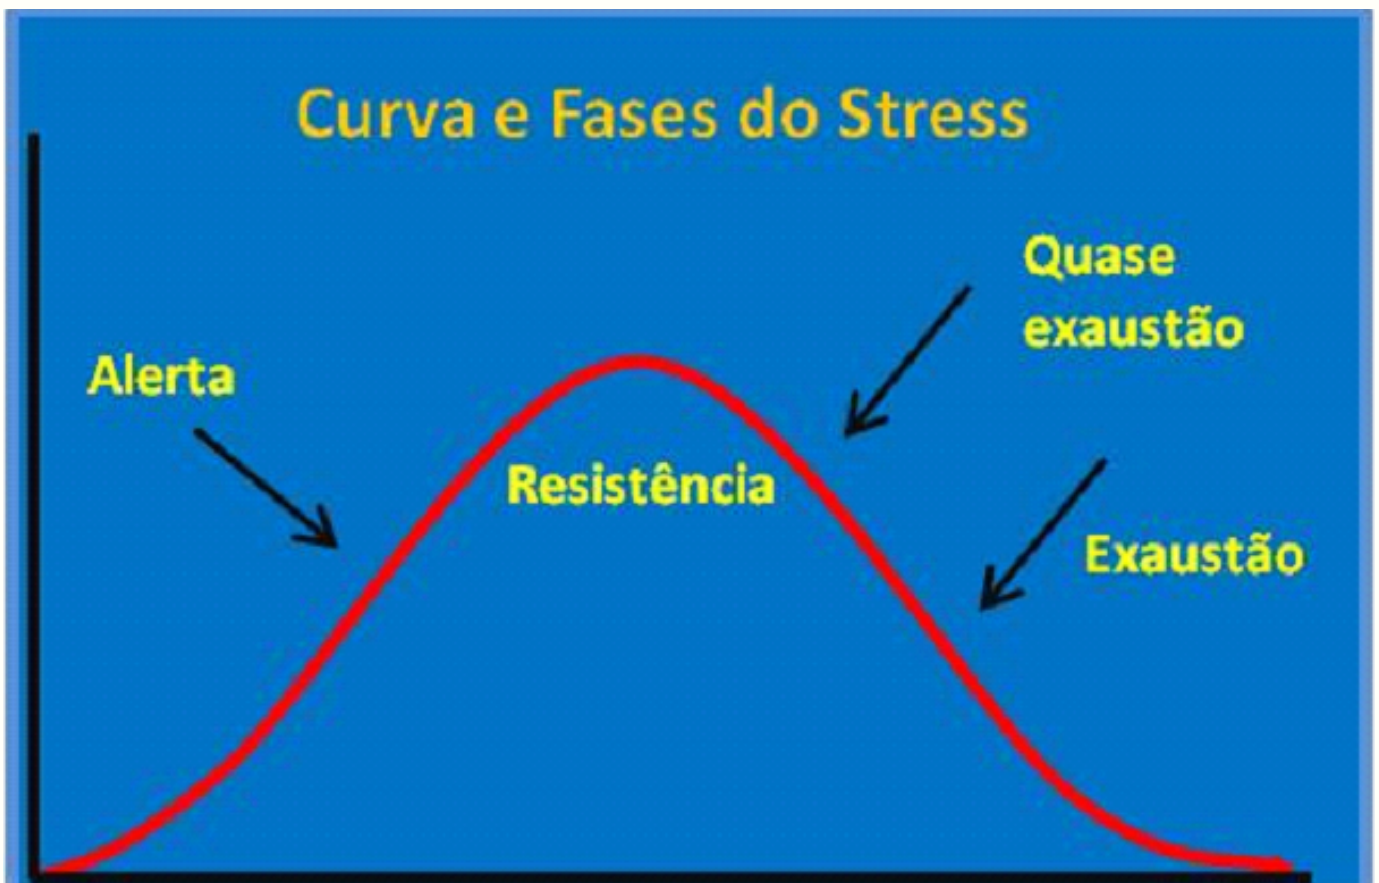 Curva e Fases do Stress
Quase
exaustão
Alerta
Resistência
Exaustão